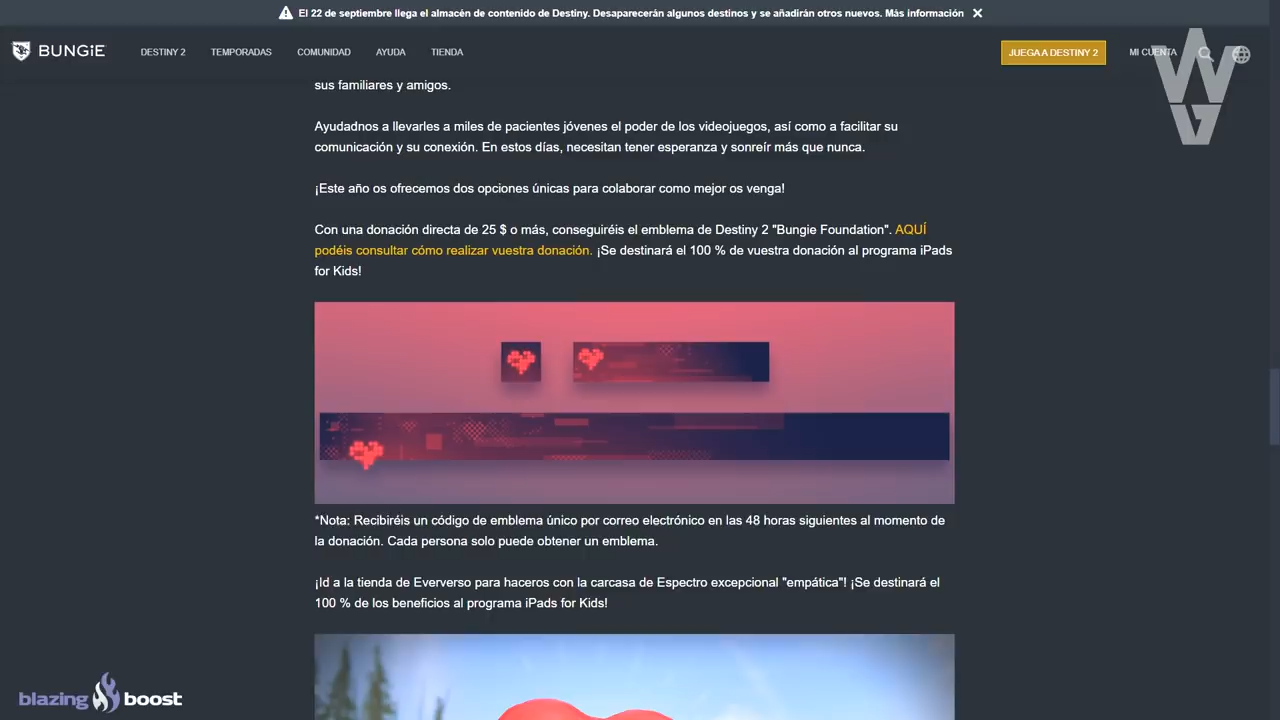 El 22 de septiembre llega el almacén de contenido de Destiny. Desaparecerán algunos destinos y se añadirán otros nuevos. Más información
BUNGiE
DESTINY 2
TEMPORADAS
COMUNIDAD
AYUDA
TIENDA
JUEGA A DESTINY 2
MI CUENTA
WG
sus familiares y amigos.
Ayudadnos a llevarles a miles de pacientes jóvenes el poder de los videojuegos, así como a facilitar su
comunicación y su conexión. En estos días, necesitan tener esperanza y sonreír más que nunca.
¡Este año os ofrecemos dos opciones únicas para colaborar como mejor os venga!
Con una donación directa de 25 $ o más, conseguiréis el emblema de Destiny 2 "Bungie Foundation". AQUÍ
podéis consultar cómo realizar vuestra donación. ¡Se destinará el 100 % de vuestra donación al programa iPads
for Kids!
*Nota: Recibiréis un código de emblema único por correo electrónico en las 48 horas siguientes al momento de
la donación. Cada persona solo puede obtener un emblema.
¡Id a la tienda de Eververso para haceros con la carcasa de Espectro excepcional "empática"! ¡Se destinará el
100 % de los beneficios al programa iPads for Kids!
blazing boost